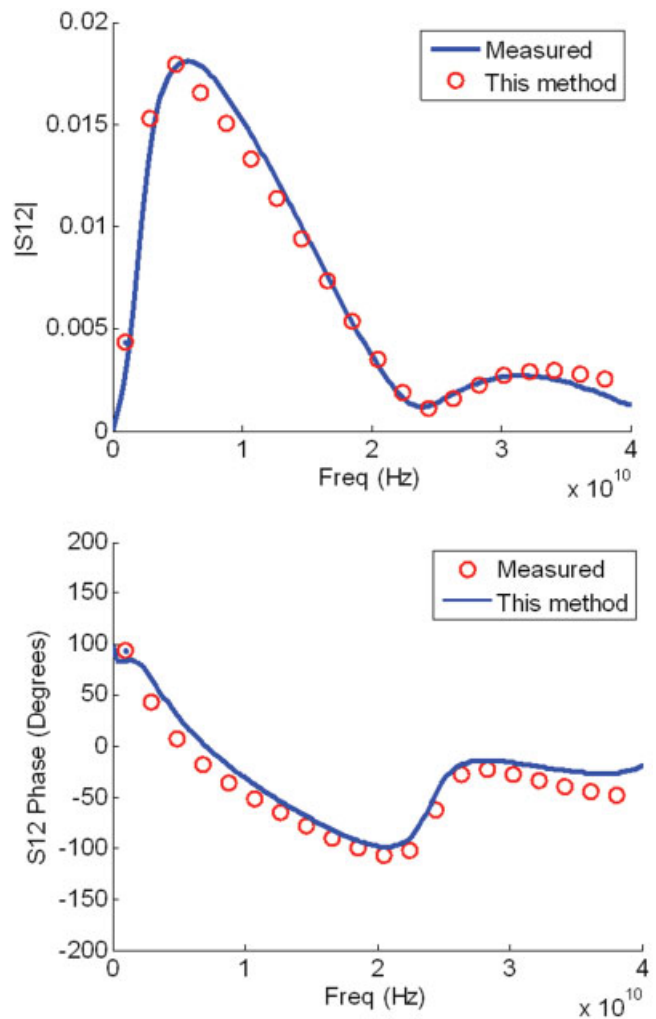 0.02
0.015
0.01
0.005
0
|S12|
Measured
This method
0 1 2 3 4
Freq (Hz)
x 10^10
200
150
100
50
0
-50
-100
-150
-200
S12 Phase (Degrees)
Measured
This method
0 1 2 3 4
Freq (Hz)
x 10^10